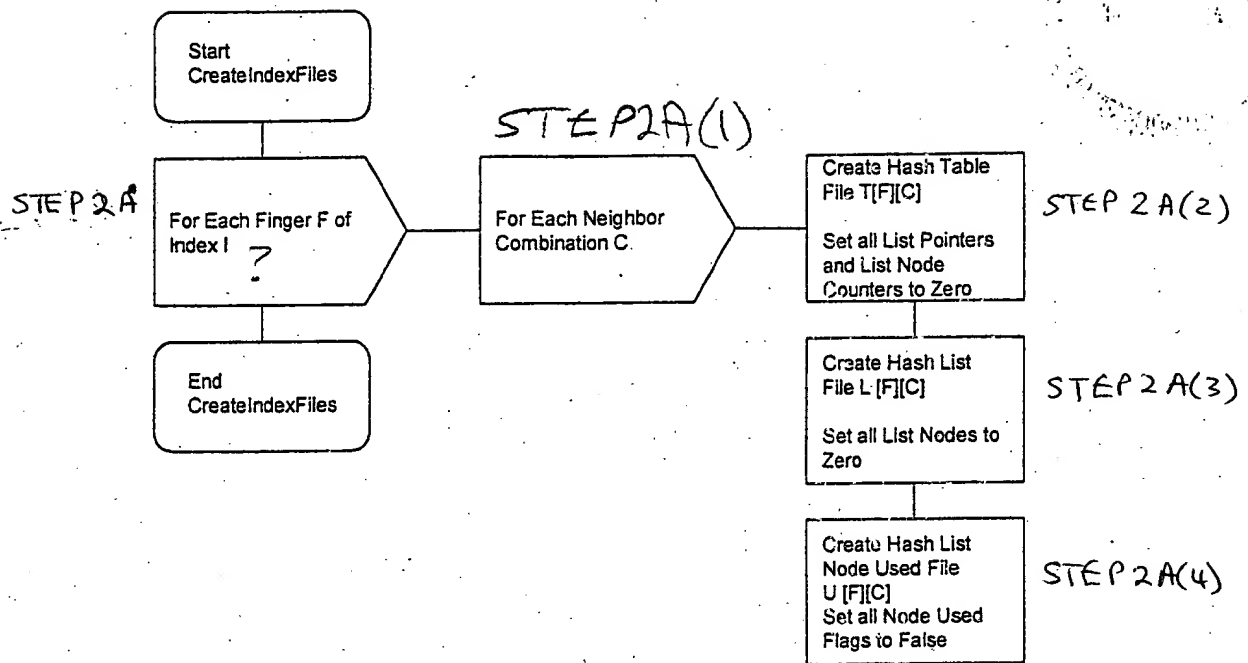 Start
CreateIndexFiles
STEP2A(1)
STEP 2A
For Each Finger F of
Index I
?
For Each Neighbor
Combination C.
Create Hash Table
File T[F][C]
Set all List Pointers
and List Node
Counters to Zero
STEP 2A(2)
End
CreateIndexFiles
Create Hash List
File L [F][C]
Set all List Nodes to
Zero
STEP 2A(3)
Create Hash List
Node Used File
U [F][C]
Set all Node Used
Flags to False
STEP 2A(4)